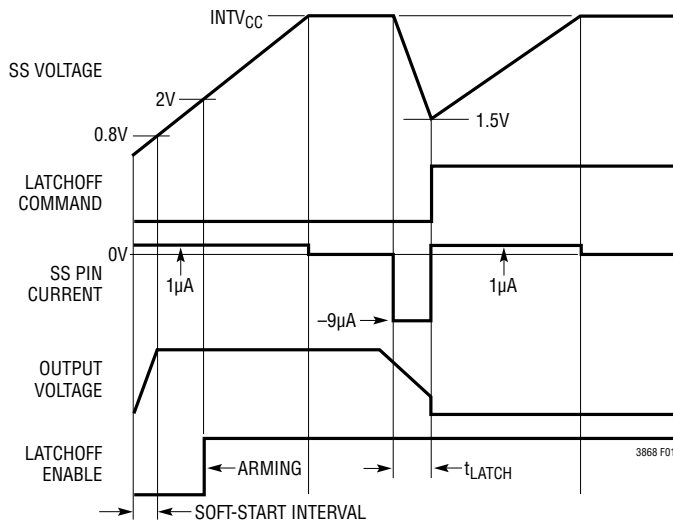 INTVCC
SS VOLTAGE
2V
0.8V
1.5V
LATCHOFF
COMMAND
0V
SS PIN
CURRENT
1µA
1µA
–9µA
OUTPUT
VOLTAGE
LATCHOFF
ENABLE
ARMING
tLATCH
3868 F01
SOFT-START INTERVAL